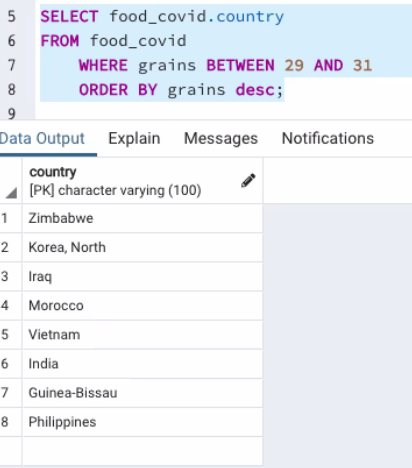 5 SELECT food_covid.country
6 FROM food_covid
7 WHERE grains BETWEEN 29 AND 31
8 ORDER BY grains desc;
9
Data Output Explain Messages Notifications
country
[PK] character varying (100)
1 Zimbabwe
2 Korea, North
3 Iraq
4 Morocco
5 Vietnam
6 India
7 Guinea-Bissau
8 Philippines